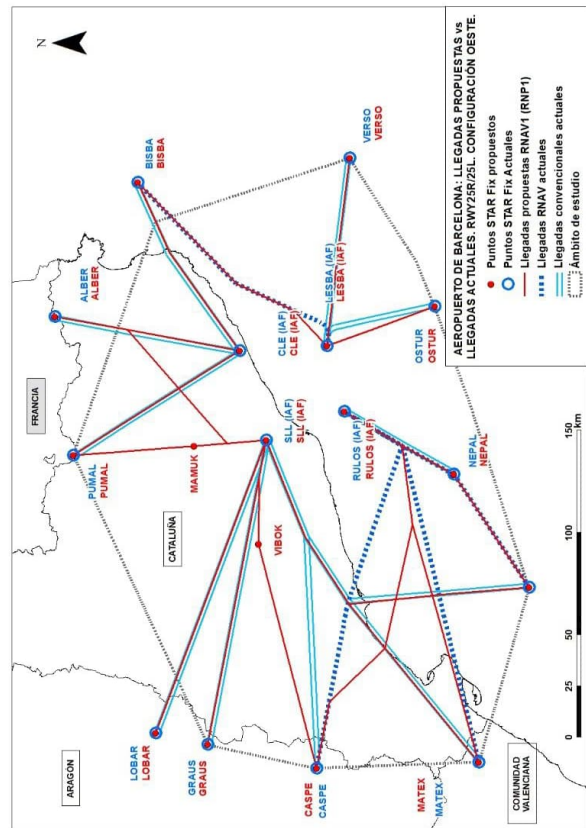 N
BISBA
BISBA
VERSO
VERSO
ALBER
ALBER
FRANCIA
PUMAL
PUMAL
MAMUK
CLE (IAF)
CLE (IAF)
LESBA (IAF)
LESBA (IAF)
OSTUR
OSTUR
SLL (IAF)
SLL (IAF)
CATALUÑA
VIBOK
RULOS (IAF)
RULOS (IAF)
NEPAL
NEPAL
ARAGON
LOBAR
LOBAR
GRAUS
GRAUS
CASPE
CASPE
MATEX
MATEX
COMUNIDAD
VALENCIANA
0 25 50 100 150
km
AEROPUERTO DE BARCELONA: LLEGADAS PROPUESTAS vs
LLEGADAS ACTUALES. RWY25R/25L. CONFIGURACIÓN OESTE.
Puntos STAR Fix propuestos
Puntos STAR Fix Actuales
Llegadas propuestas RNAV1 (RNP1)
Llegadas RNAV actuales
Llegadas convencionales actuales
Ámbito de estudio